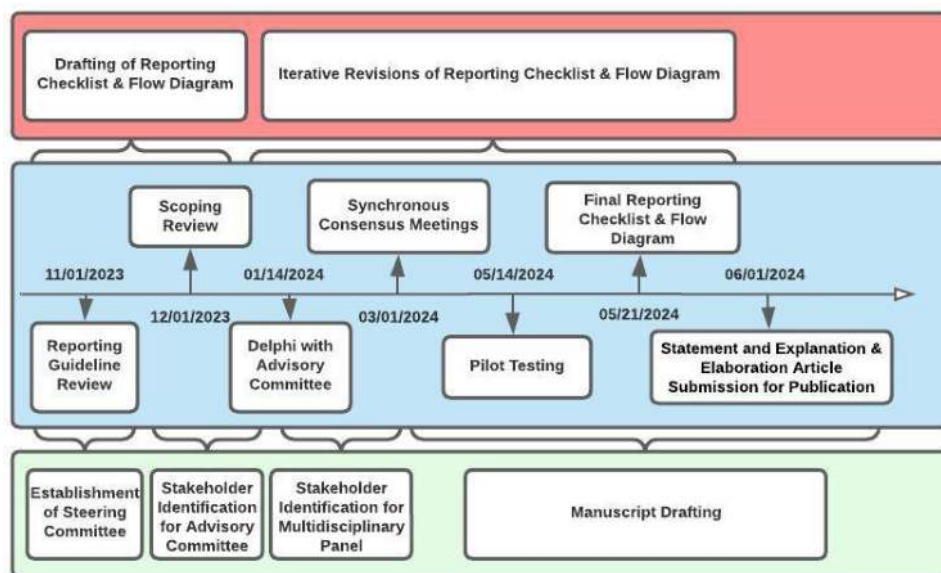 Drafting of Reporting
Checklist & Flow Diagram
Iterative Revisions of Reporting Checklist & Flow Diagram
Scoping
Review
Synchronous
Consensus Meetings
Final Reporting
Checklist & Flow
Diagram
11/01/2023
01/14/2024
05/14/2024
06/01/2024
12/01/2023
03/01/2024
05/21/2024
Reporting
Guideline
Review
Delphi with
Advisory
Committee
Pilot Testing
Statement and Explanation &
Elaboration Article
Submission for Publication
Establishment
of Steering
Committee
Stakeholder
Identification
for Advisory
Committee
Stakeholder
Identification for
Multidisciplinary
Panel
Manuscript Drafting